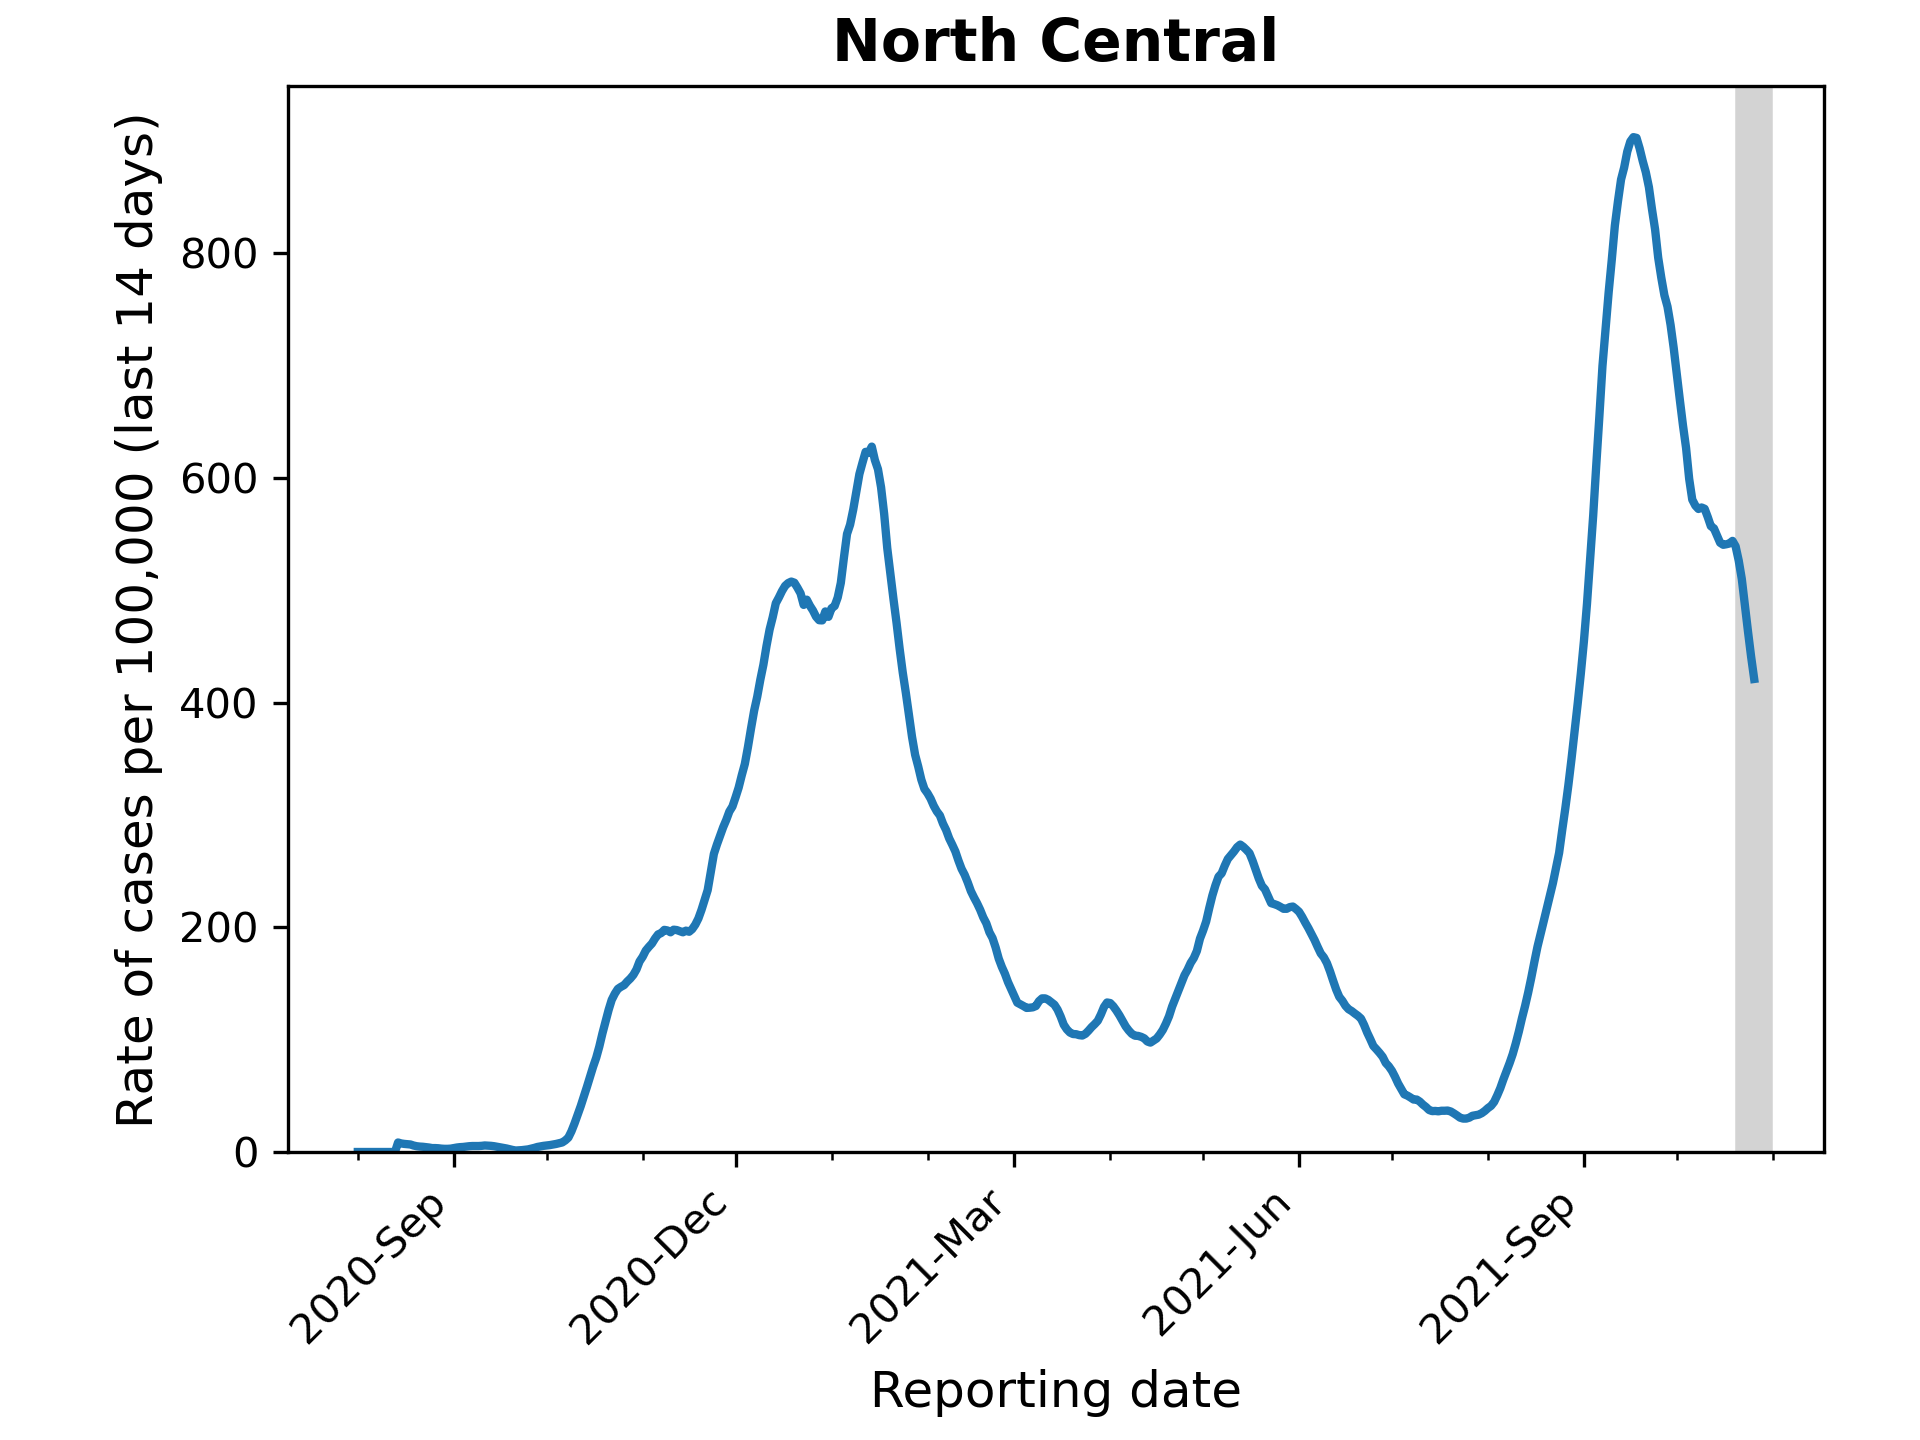 North Central
Rate of cases per 100,000 (last 14 days)
800
600
400
200
0
2020-Sep
2020-Dec
2021-Mar
2021-Jun
2021-Sep
Reporting date